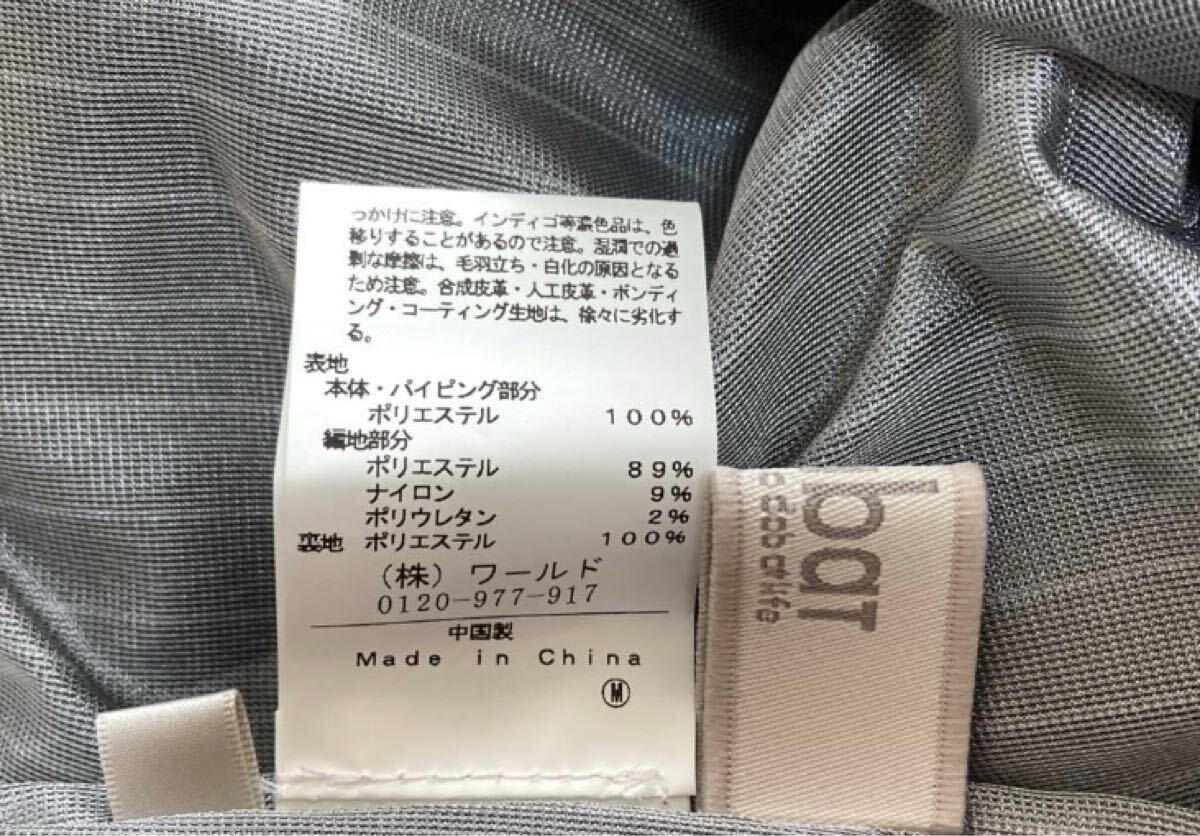 っかけに注意。インディゴ等濃色品は、色
移りすることがあるので注意。湿潤での過
剰な摩擦は、毛羽立ち・白化の原因となる
ため注意。合成皮革・人工皮革・ボンディ
ング・コーティング生地は、徐々に劣化す
る。
表地
本体・パイピング部分
ポリエステル 100%
編地部分
ポリエステル 89%
ナイロン 9%
ポリウレタン 2%
裏地 ポリエステル 100%
(株) ワールド
0120-977-917
中国製
Made in China
Ⓜ